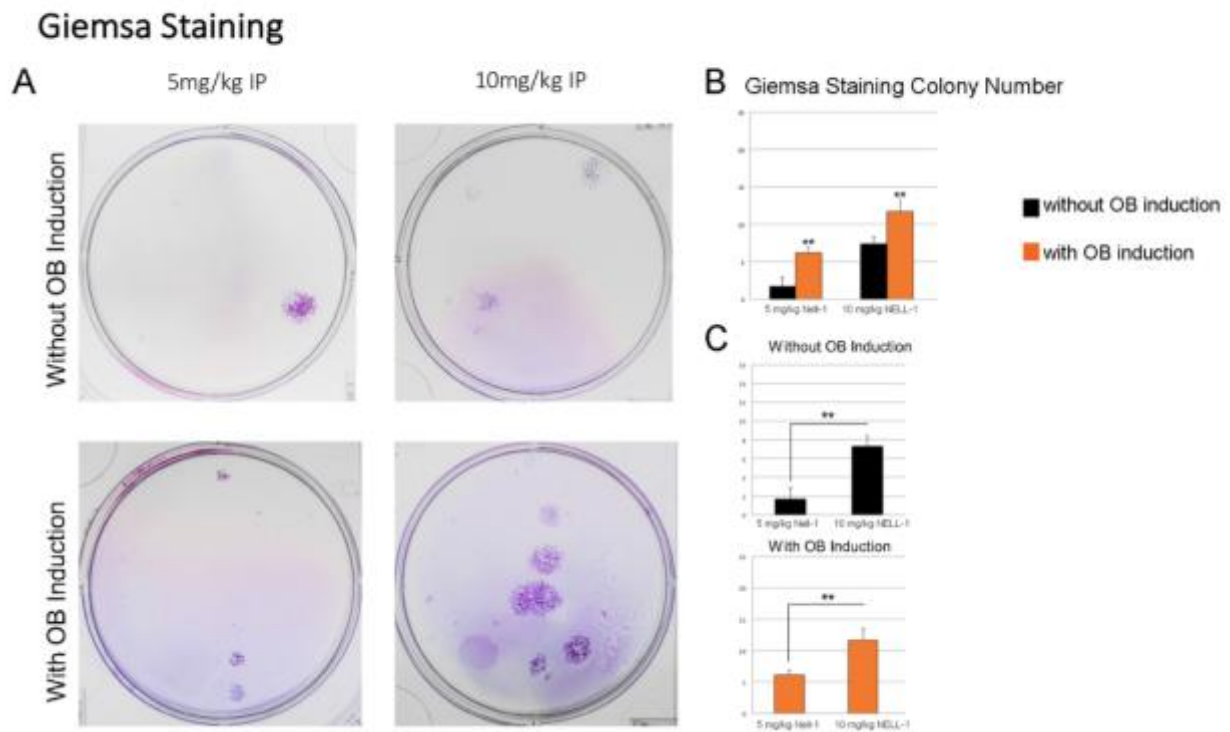 Giemsa Staining
A
5mg/kg IP
10mg/kg IP
Without OB Induction
With OB Induction
B
Giemsa Staining Colony Number
5 mg/kg Nell-1
10 mg/kg NELL-1
**
**
without OB induction
with OB induction
C
Without OB Induction
**
5 mg/kg Nell-1
10 mg/kg NELL-1
With OB Induction
**
5 mg/kg Nell-1
10 mg/kg NELL-1